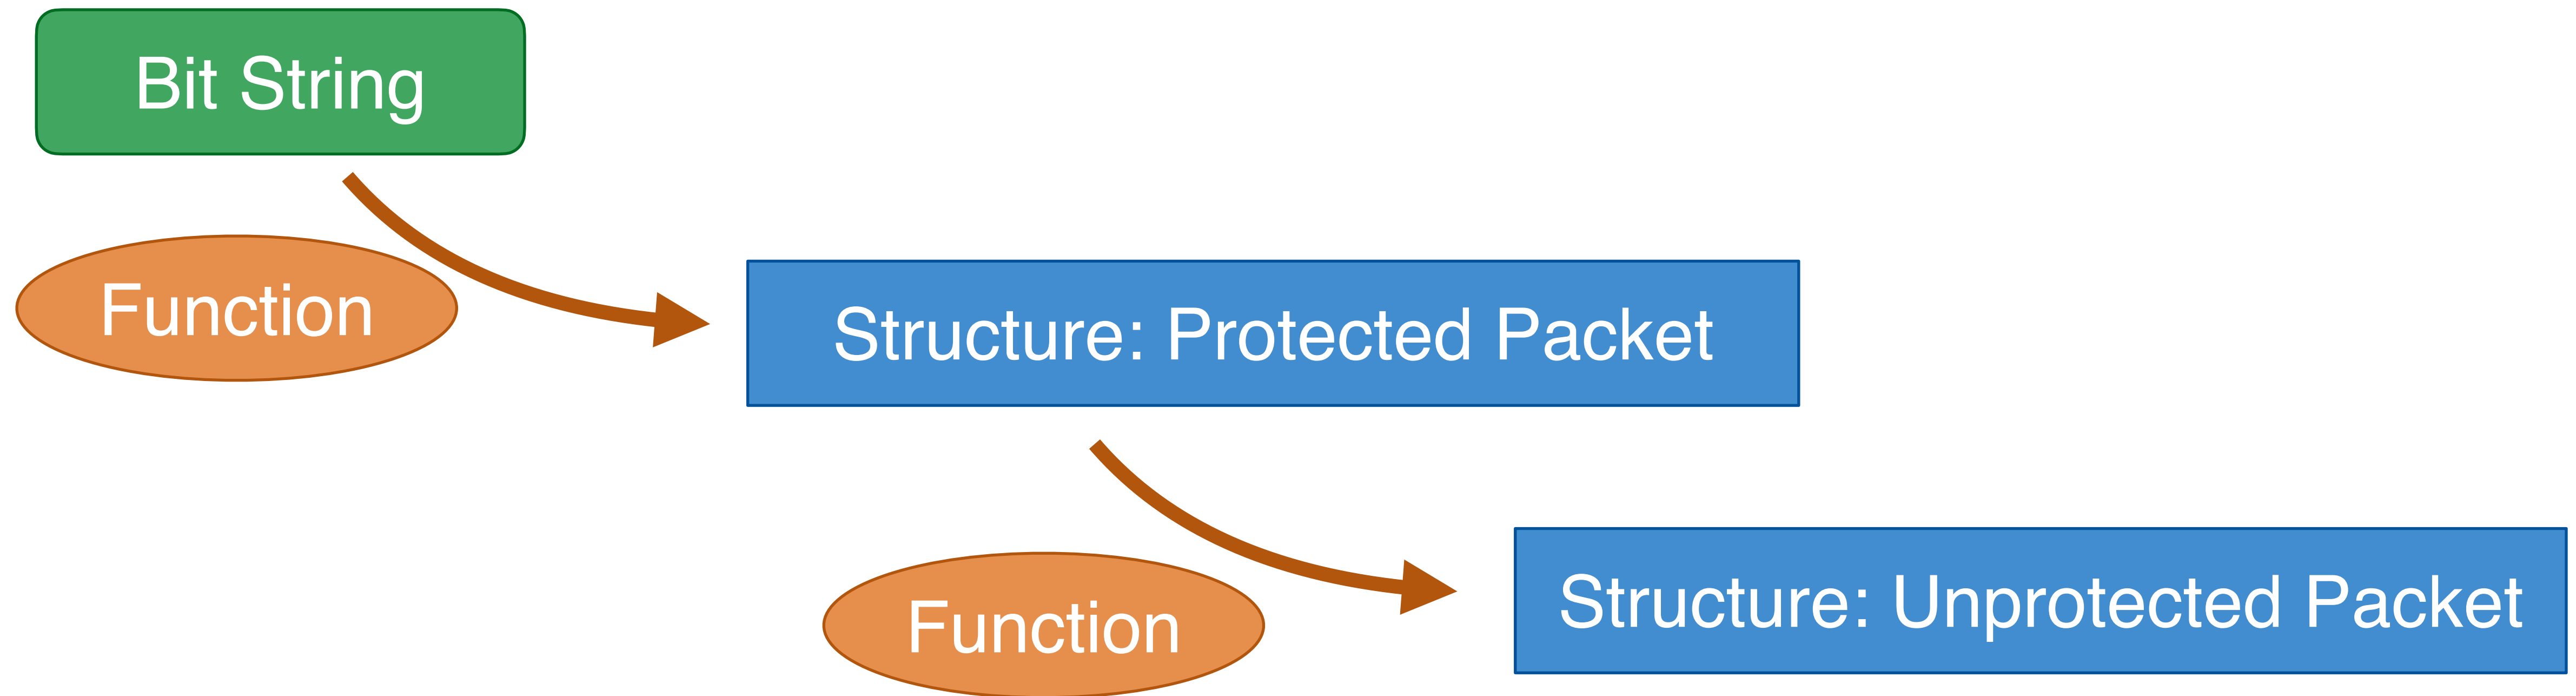 Bit String
Function
Structure: Protected Packet
Function
Structure: Unprotected Packet